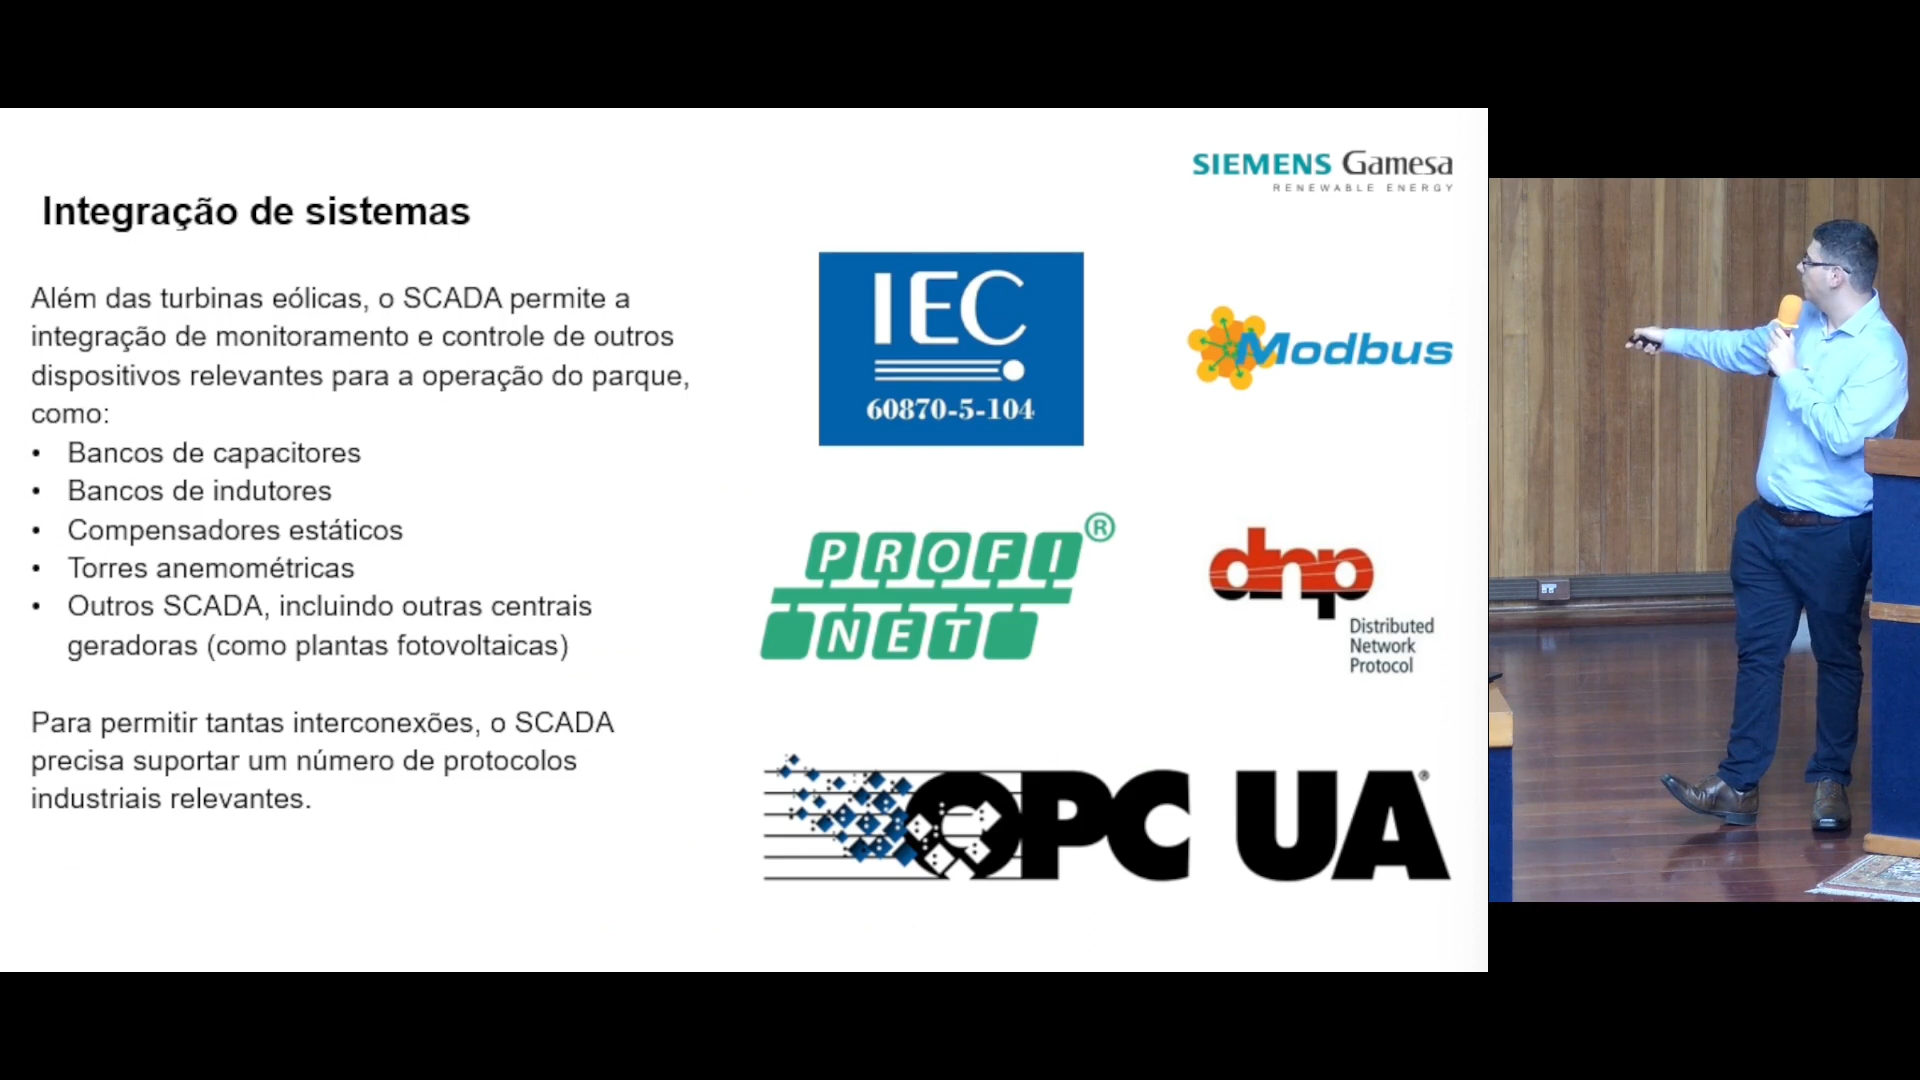 SIEMENS Gamesa
RENEWABLE ENERGY
Integração de sistemas
Além das turbinas eólicas, o SCADA permite a
integração de monitoramento e controle de outros
dispositivos relevantes para a operação do parque,
como:
• Bancos de capacitores
• Bancos de indutores
• Compensadores estáticos
• Torres anemométricas
• Outros SCADA, incluindo outras centrais
geradoras (como plantas fotovoltaicas)
Para permitir tantas interconexões, o SCADA
precisa suportar um número de protocolos
industriais relevantes.
IEC
60870-5-104
Modbus
PROFI®
NET
dnp
Distributed
Network
Protocol
OPC UA®